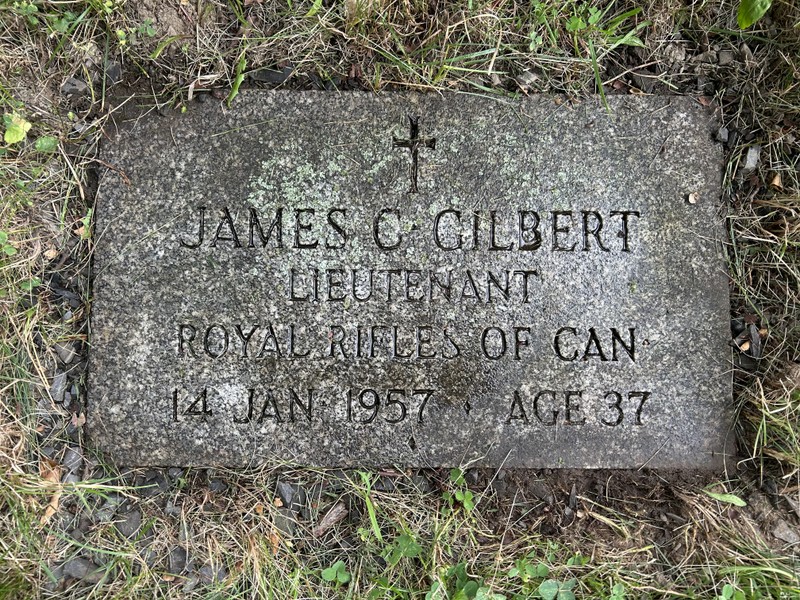 JAMES C· GILBERT
LIEUTENANT
ROYAL RIFLES OF CAN·
14 JAN· 1957 · AGE 37